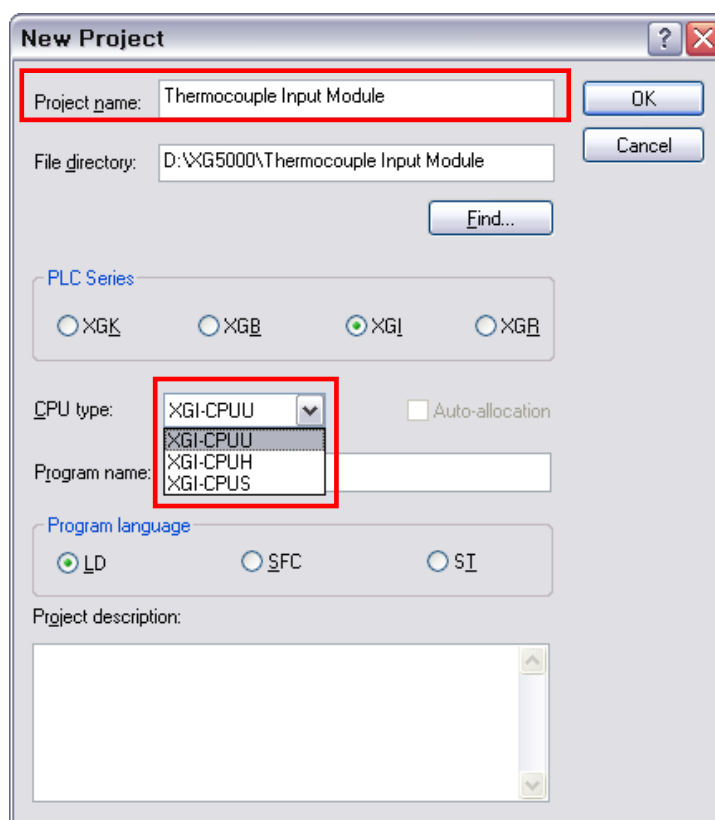 New Project
Project name: Thermocouple Input Module
OK
Cancel
File directory: D:\XG5000\Thermocouple Input Module
Find...
PLC Series
XGK XGB XGI XGR
CPU type: XGI-CPUU Auto-allocation
XGI-CPUU
XGI-CPUH
Program name:
XGI-CPUS
Program language
LD SFC ST
Project description: